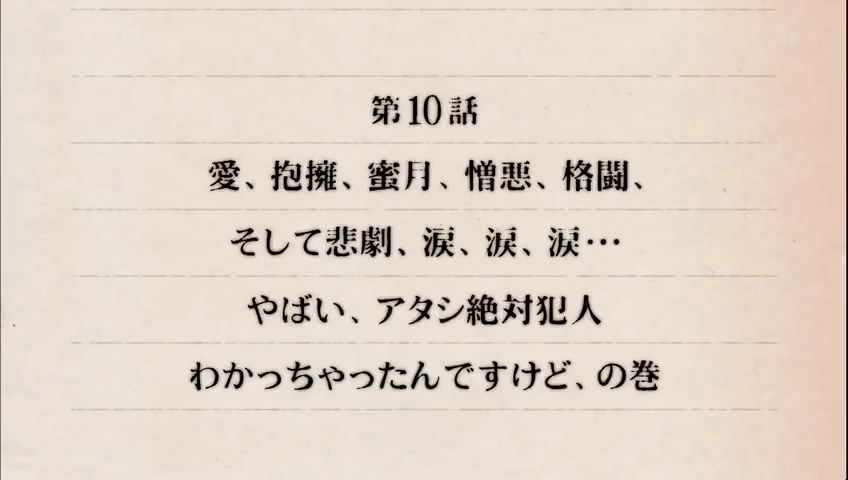 第10話
愛、抱擁、蜜月、憎悪、格闘、
そして悲劇、涙、涙、涙…
やばい、アタシ絶対犯人
わかっちゃったんですけど、の巻